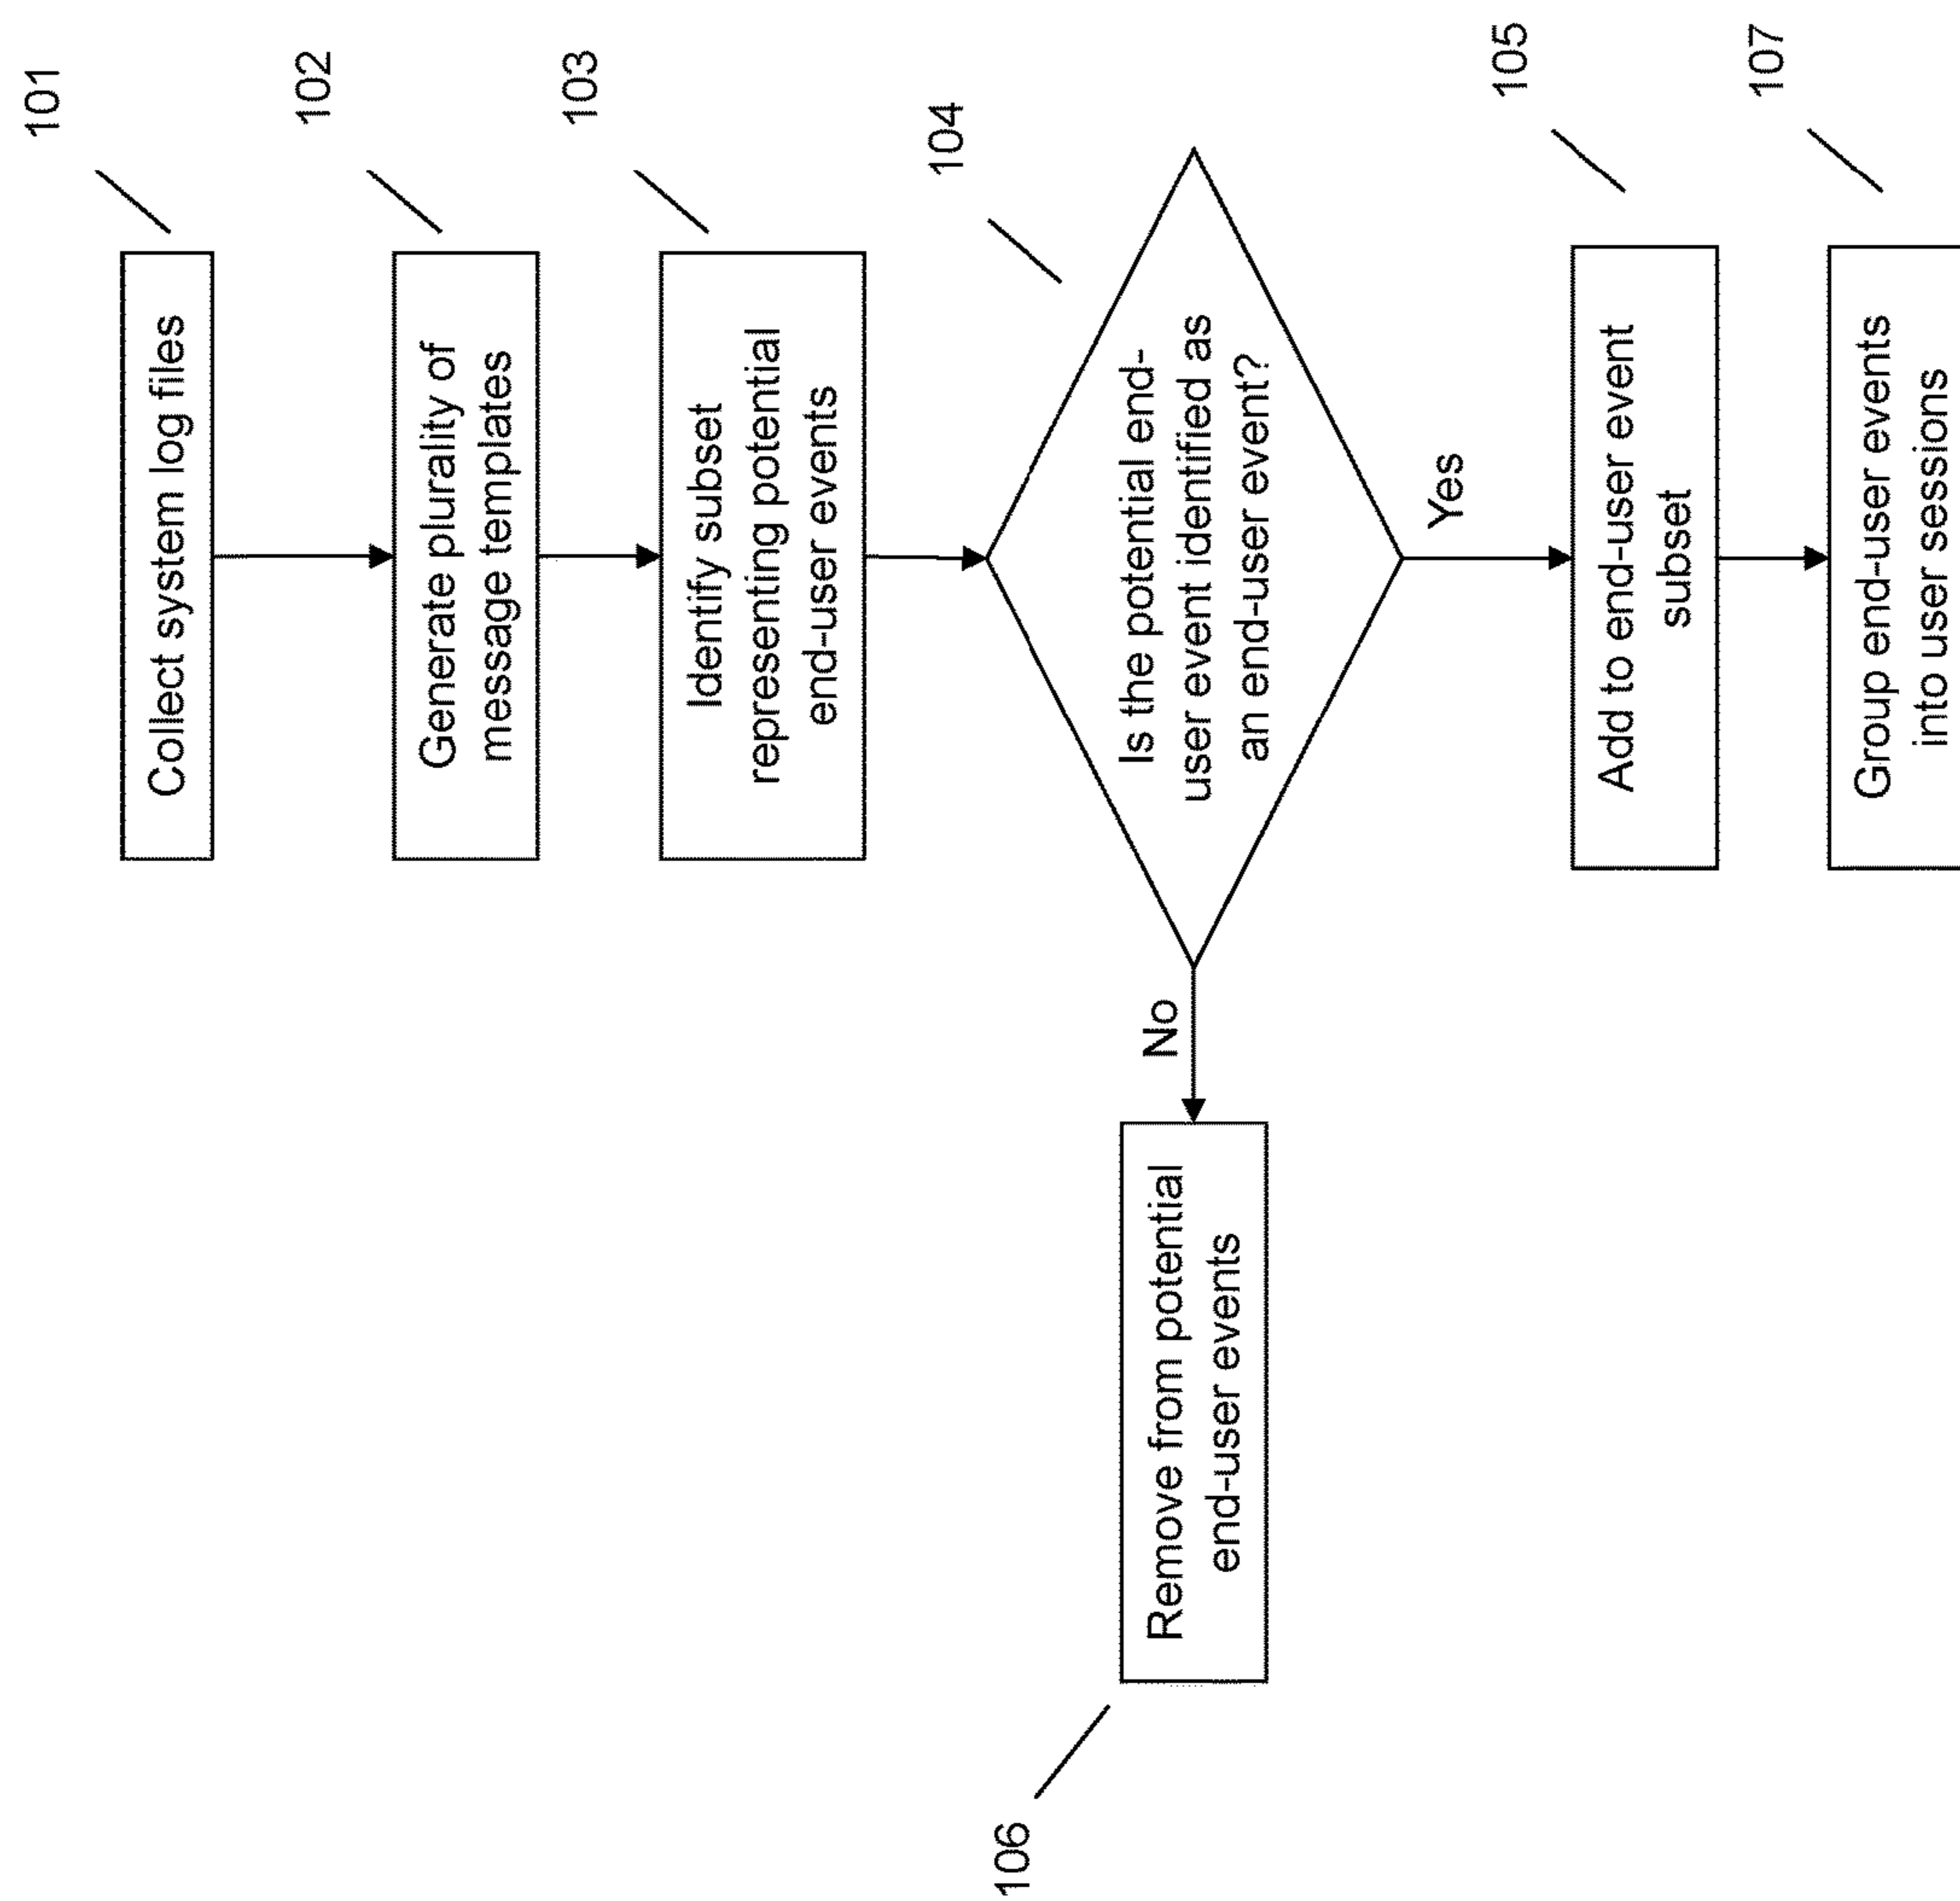 101
Collect system log files
102
Generate plurality of
message templates
103
Identify subset
representing potential
end-user events
104
Is the potential end-
user event identified as
an end-user event?
No
Yes
106
Remove from potential
end-user events
105
Add to end-user event
subset
107
Group end-user events
into user sessions